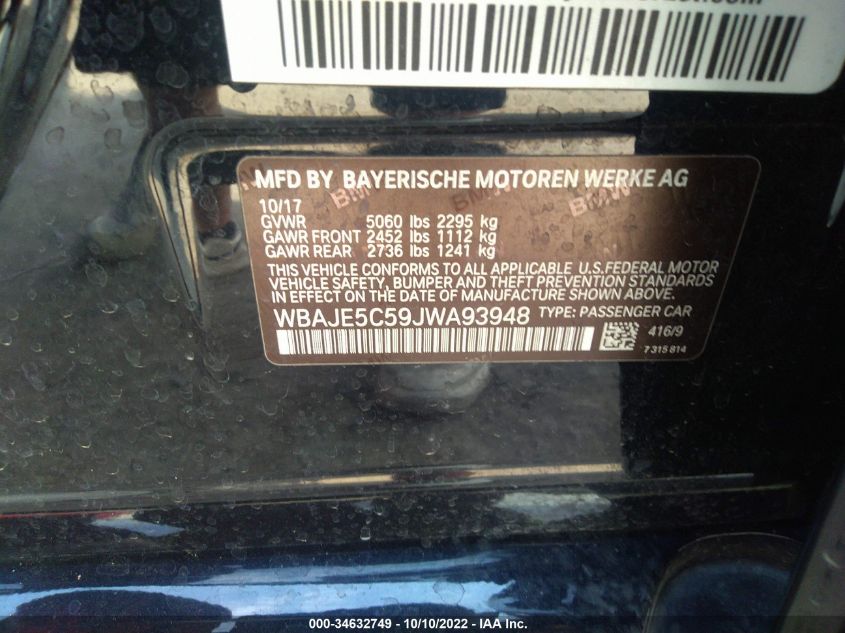 MFD BY BAYERISCHE MOTOREN WERKE AG
10/17
GVWR 5060 lbs 2295 kg
GAWR FRONT 2452 lbs 1112 kg
GAWR REAR 2736 lbs 1241 kg
THIS VEHICLE CONFORMS TO ALL APPLICABLE U.S.FEDERAL MOTOR
VEHICLE SAFETY, BUMPER AND THEFT PREVENTION STANDARDS
IN EFFECT ON THE DATE OF MANUFACTURE SHOWN ABOVE.
WBAJE5C59JWA93948 TYPE: PASSENGER CAR
416/9
7 315 814
BMW
BMW
BMW
000-34632749 - 10/10/2022 - IAA Inc.